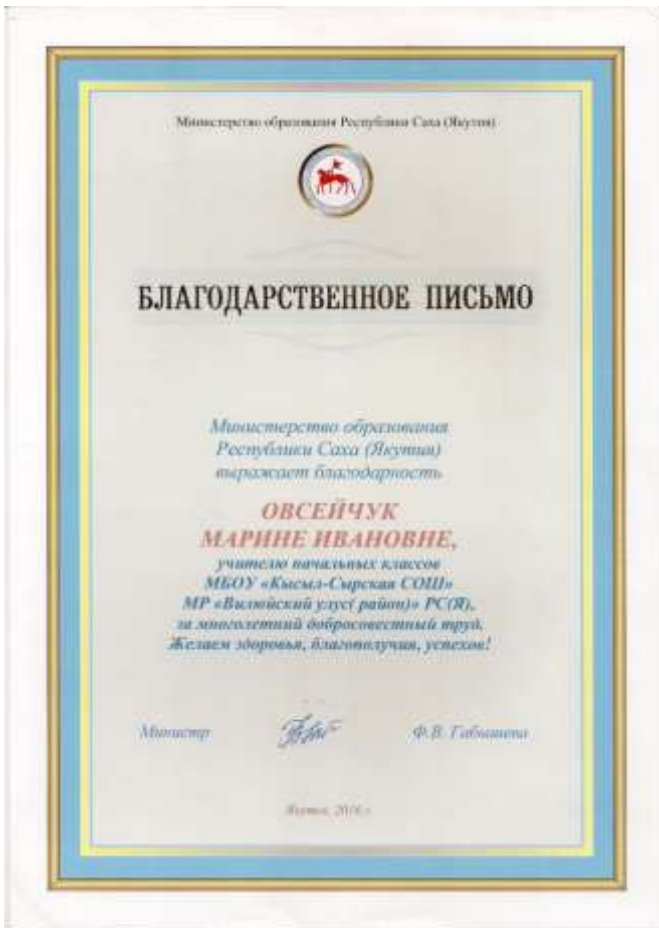 Министерство образования Республики Саха (Якутия)
БЛАГОДАРСТВЕННОЕ ПИСЬМО
Министерство образования
Республики Саха (Якутия)
выражает благодарность
ОВСЕЙЧУК
МАРИНЕ ИВАНОВНЕ,
учителю начальных классов
МБОУ «Кысыл-Сырская СОШ»
МР «Вилюйский улус( район)» РС(Я),
за многолетний добросовестный труд.
Желаем здоровья, благополучия, успехов!
Министр Ф.В. Габышева
Якутск, 2016 г.